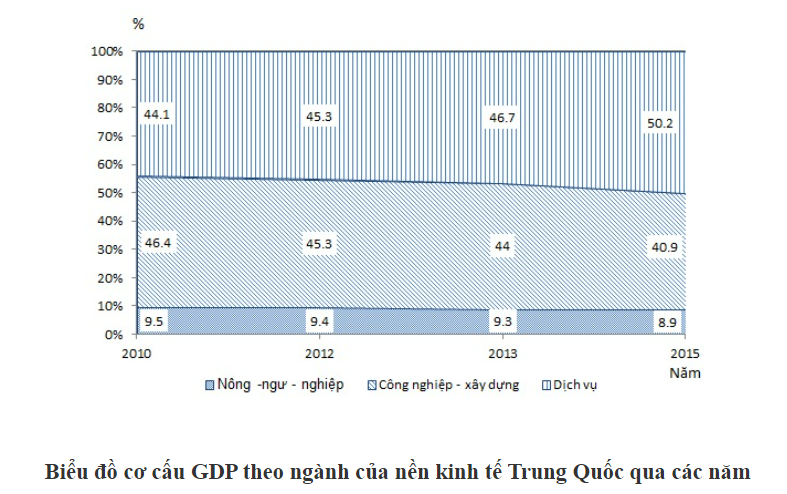 %
100%
90%
80%
70%
60%
50%
40%
30%
20%
10%
0%
44.1 45.3 46.7 50.2
46.4 45.3 44 40.9
9.5 9.4 9.3 8.9
2010 2012 2013 2015
Năm
Nông -ngư - nghiệp Công nghiệp - xây dựng Dịch vụ
Biểu đồ cơ cấu GDP theo ngành của nền kinh tế Trung Quốc qua các năm